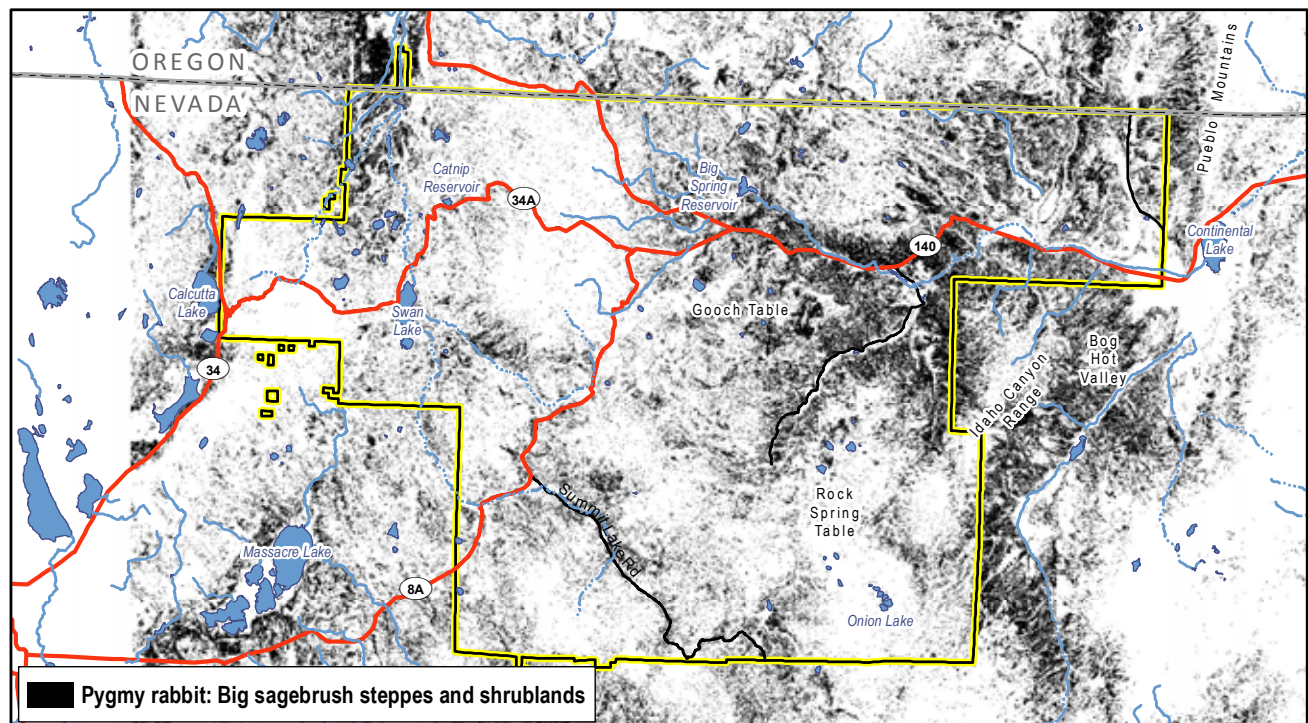 OREGON
NEVADA
Pueblo Mountains
Catnip
Reservoir
34A
Big
Spring
Reservoir
140
Continental
Lake
Calcutta
Lake
Swan
Lake
Gooch Table
34
Bog
Hot
Valley
Idaho Canyon
Range
Summit Lake Rd
Rock
Spring
Table
Massacre Lake
8A
Onion Lake
Pygmy rabbit: Big sagebrush steppes and shrublands